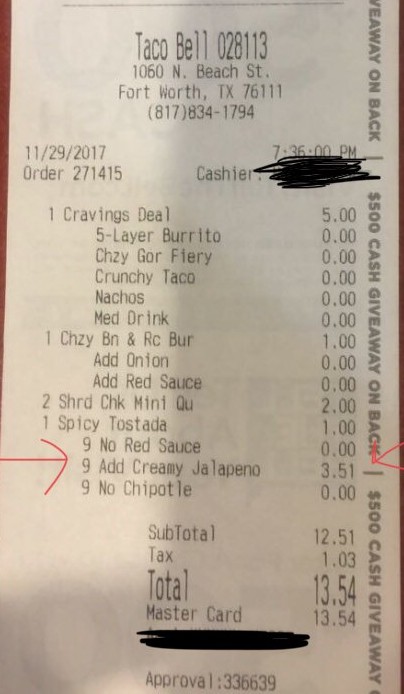 Taco Bell 028113
1060 N. Beach St.
Fort Worth, TX 76111
(817)834-1794
11/29/2017 7:36:00 PM
Order 271415 Cashier:
1 Cravings Deal 5.00
5-Layer Burrito 0.00
Chzy Gor Fiery 0.00
Crunchy Taco 0.00
Nachos 0.00
Med Drink 0.00
1 Chzy Bn & Rc Bur 1.00
Add Onion 0.00
Add Red Sauce 0.00
2 Shrd Chk Mini Qu 2.00
1 Spicy Tostada 1.00
9 No Red Sauce 0.00
9 Add Creamy Jalapeno 3.51
9 No Chipotle 0.00
SubTotal 12.51
Tax 1.03
Total 13.54
Master Card 13.54
Approval:336639
VEAWAY ON BACK | $500 CASH GIVEAWAY ON BACK | $500 CASH GIVEAWAY